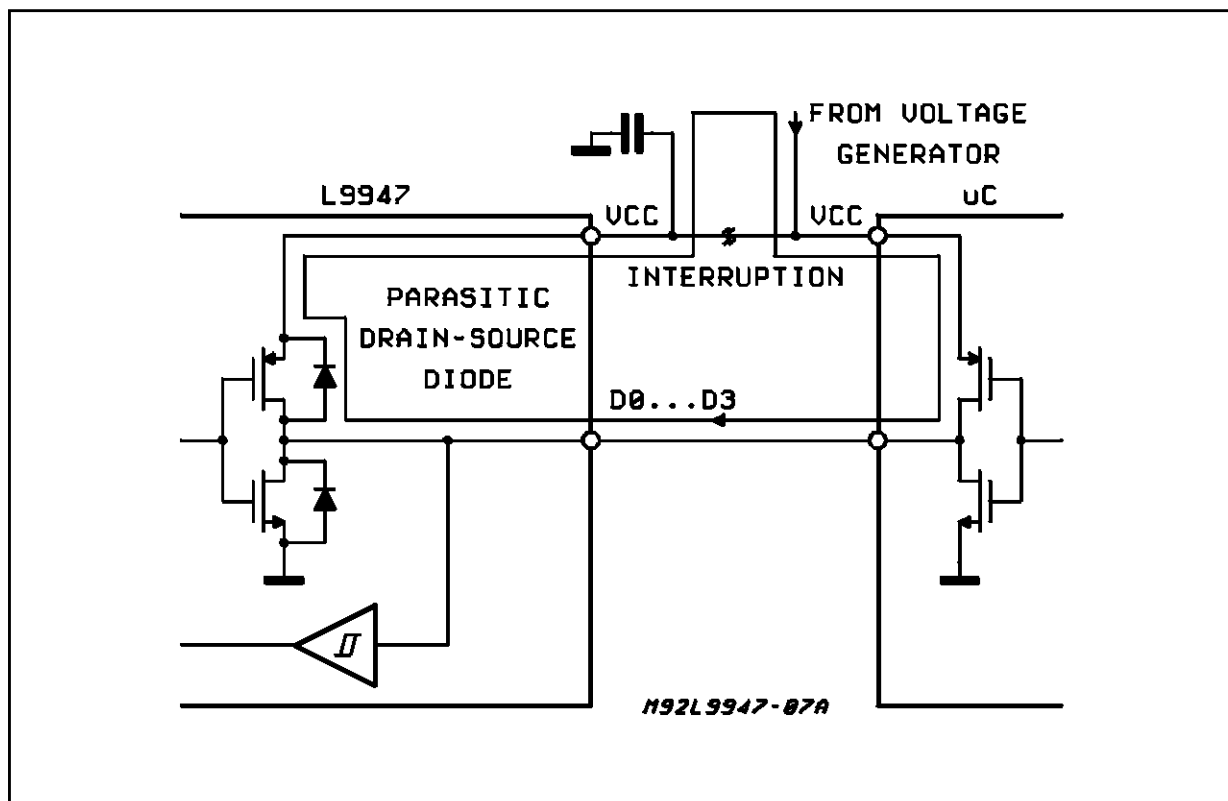 FROM VOLTAGE
GENERATOR
L9947
VCC
VCC
uC
INTERRUPTION
PARASITIC
DRAIN-SOURCE
DIODE
D0...D3
M92L9947-07A